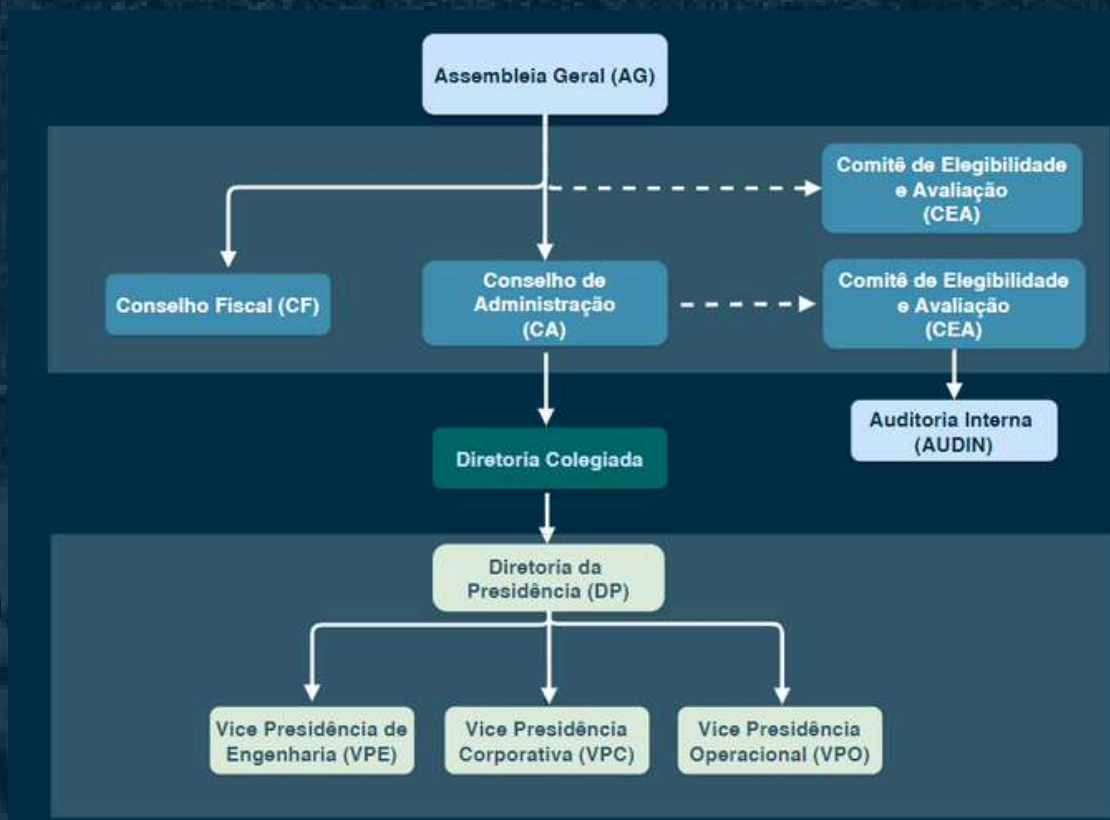 Assembleia Geral (AG)
Comitê de Elegibilidade
e Avaliação
(CEA)
Conselho Fiscal (CF)
Conselho de
Administração
(CA)
Comitê de Elegibilidade
e Avaliação
(CEA)
Auditoria Interna
(AUDIN)
Diretoria Colegiada
Diretoria da
Presidência (DP)
Vice Presidência de
Engenharia (VPE)
Vice Presidência
Corporativa (VPC)
Vice Presidência
Operacional (VPO)